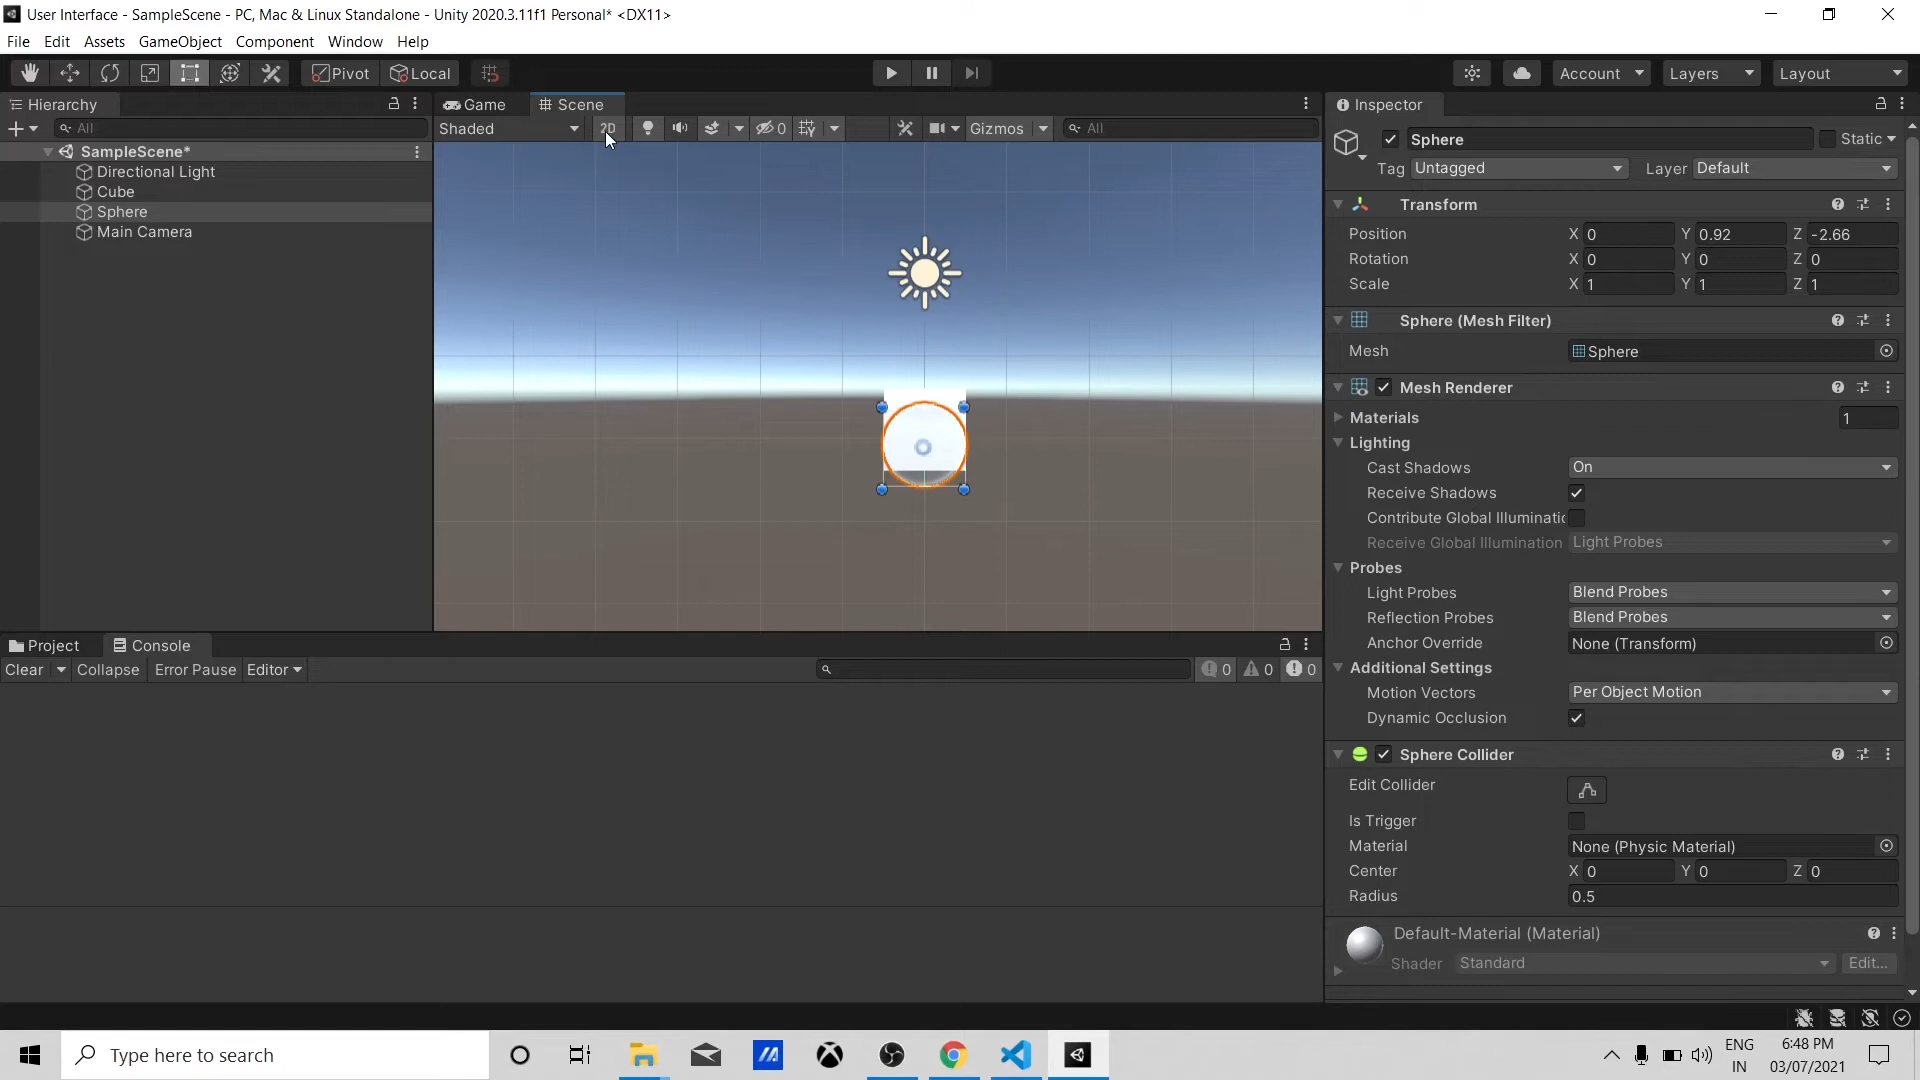 User Interface - SampleScene - PC, Mac & Linux Standalone - Unity 2020.3.11f1 Personal* <DX11>
File Edit Assets GameObject Component Window Help
Pivot Local Account Layers Layout
Hierarchy
All
SampleScene*
Directional Light
Cube
Sphere
Main Camera
Game Scene
Shaded 2D 0 Gizmos All
Inspector
Sphere Static
Tag Untagged Layer Default
Transform
Position X 0 Y 0.92 Z -2.66
Rotation X 0 Y 0 Z 0
Scale X 1 Y 1 Z 1
Sphere (Mesh Filter)
Mesh Sphere
Mesh Renderer
Materials 1
Lighting
Cast Shadows On
Receive Shadows
Contribute Global Illuminatic
Receive Global Illumination Light Probes
Probes
Light Probes Blend Probes
Reflection Probes Blend Probes
Anchor Override None (Transform)
Additional Settings
Motion Vectors Per Object Motion
Dynamic Occlusion
Sphere Collider
Edit Collider
Is Trigger
Material None (Physic Material)
Center X 0 Y 0 Z 0
Radius 0.5
Default-Material (Material)
Shader Standard Edit...
Project Console
Clear Collapse Error Pause Editor 0 0 0
Type here to search
ENG
IN
6:48 PM
03/07/2021